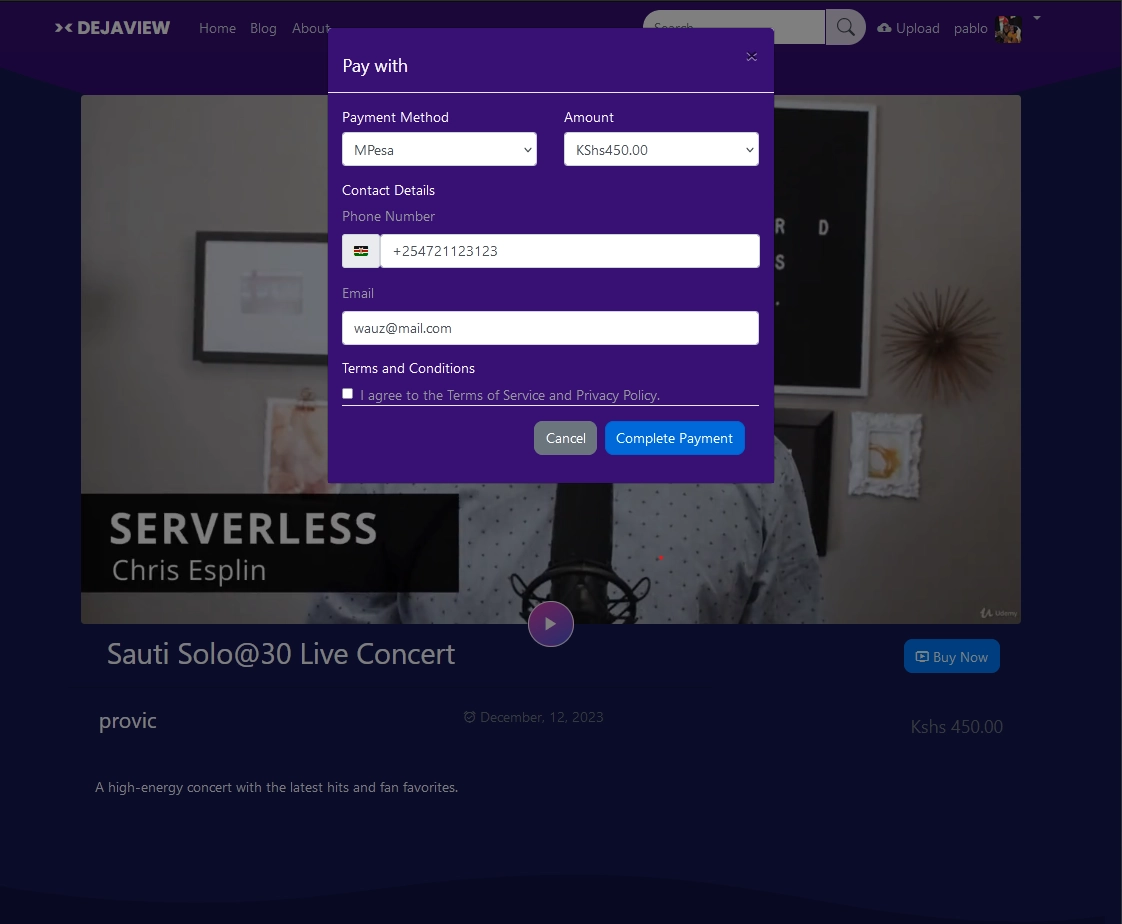 DEJAVIEW
Home Blog About
Search
Upload pablo
Pay with
Payment Method Amount
MPesa KShs450.00
Contact Details
Phone Number
+254721123123
Email
wauz@mail.com
Terms and Conditions
I agree to the Terms of Service and Privacy Policy.
Cancel Complete Payment
R D
S
SERVERLESS
Chris Esplin
Udemy
Sauti Solo@30 Live Concert
Buy Now
provic
December, 12, 2023
Kshs 450.00
A high-energy concert with the latest hits and fan favorites.